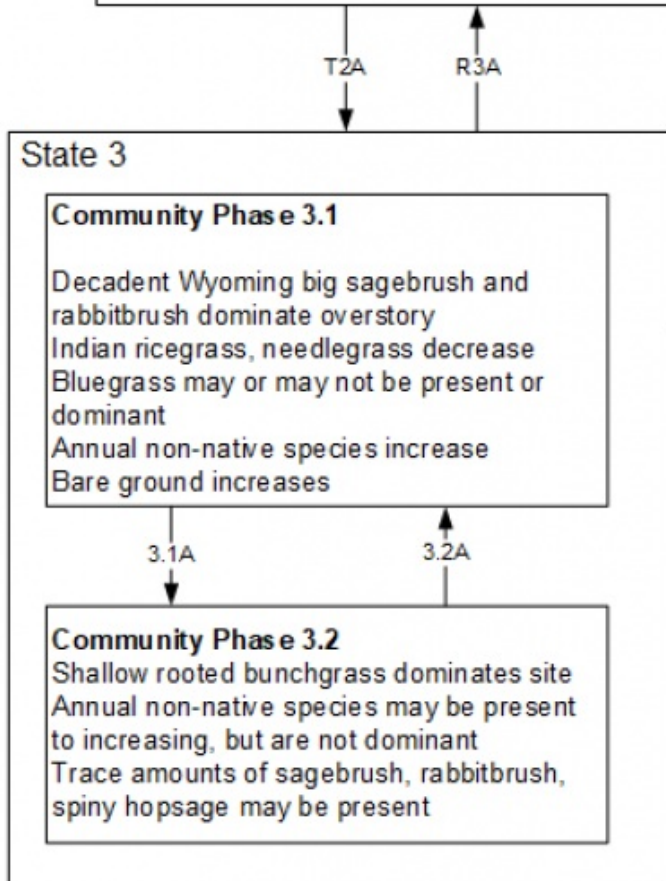 T2A R3A
State 3
Community Phase 3.1
Decadent Wyoming big sagebrush and
rabbitbrush dominate overstory
Indian ricegrass, needlegrass decrease
Bluegrass may or may not be present or
dominant
Annual non-native species increase
Bare ground increases
3.1A 3.2A
Community Phase 3.2
Shallow rooted bunchgrass dominates site
Annual non-native species may be present
to increasing, but are not dominant
Trace amounts of sagebrush, rabbitbrush,
spiny hopsage may be present